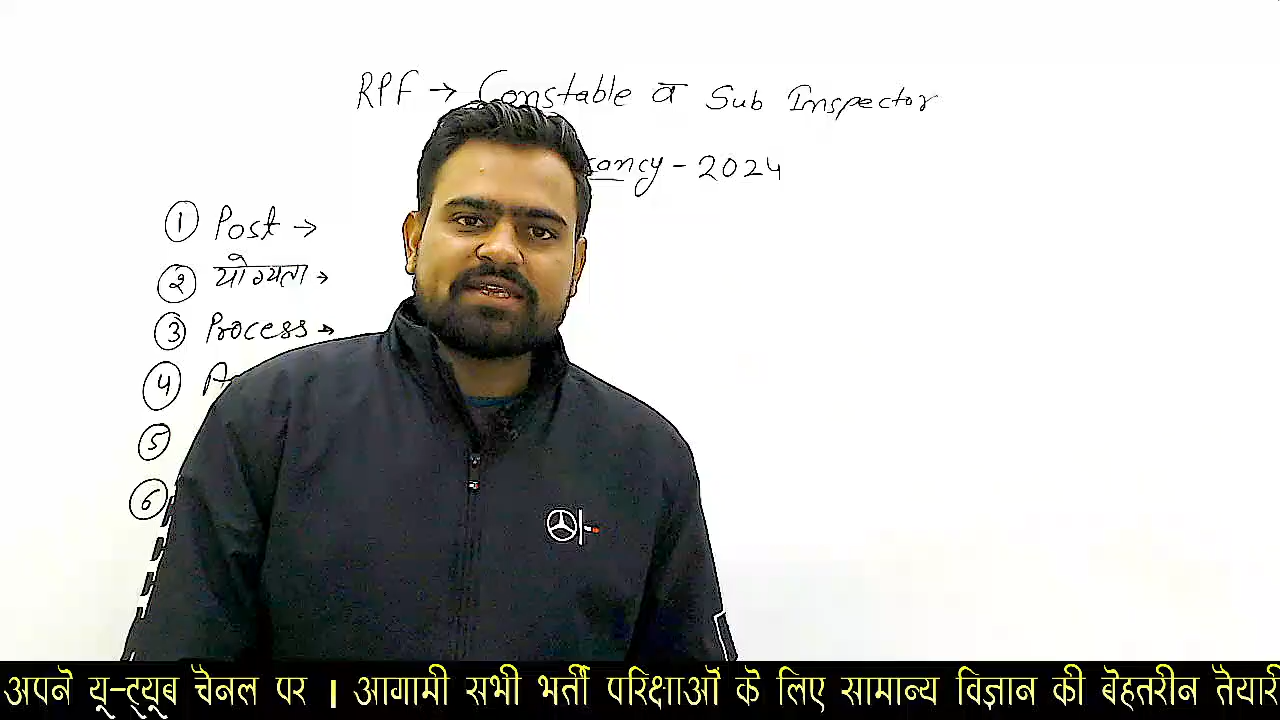 RPF → Constable व Sub Inspector
- 2024
① Post →
② योग्यता →
③ Process →
④
⑤
⑥
अपने यू-ट्यूब चैनल पर । आगामी सभी भर्ती परिक्षाओं के लिए सामान्य विज्ञान की बेहतरीन तैयारी